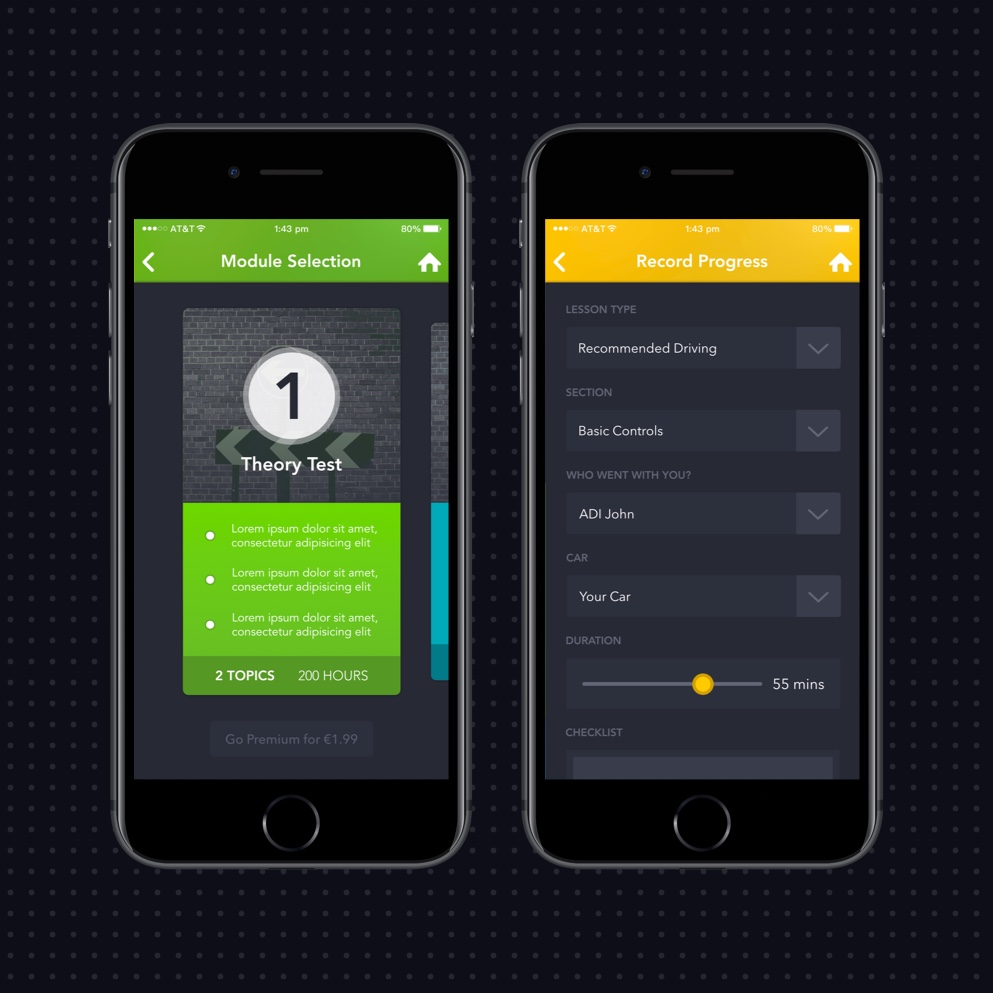 AT&T 1:43 pm 80%
Module Selection
1
Theory Test
Lorem ipsum dolor sit amet,
consectetur adipisicing elit
Lorem ipsum dolor sit amet,
consectetur adipisicing elit
Lorem ipsum dolor sit amet,
consectetur adipisicing elit
2 TOPICS 200 HOURS
Go Premium for €1.99
AT&T 1:43 pm 80%
Record Progress
LESSON TYPE
Recommended Driving
SECTION
Basic Controls
WHO WENT WITH YOU?
ADI John
CAR
Your Car
DURATION
55 mins
CHECKLIST